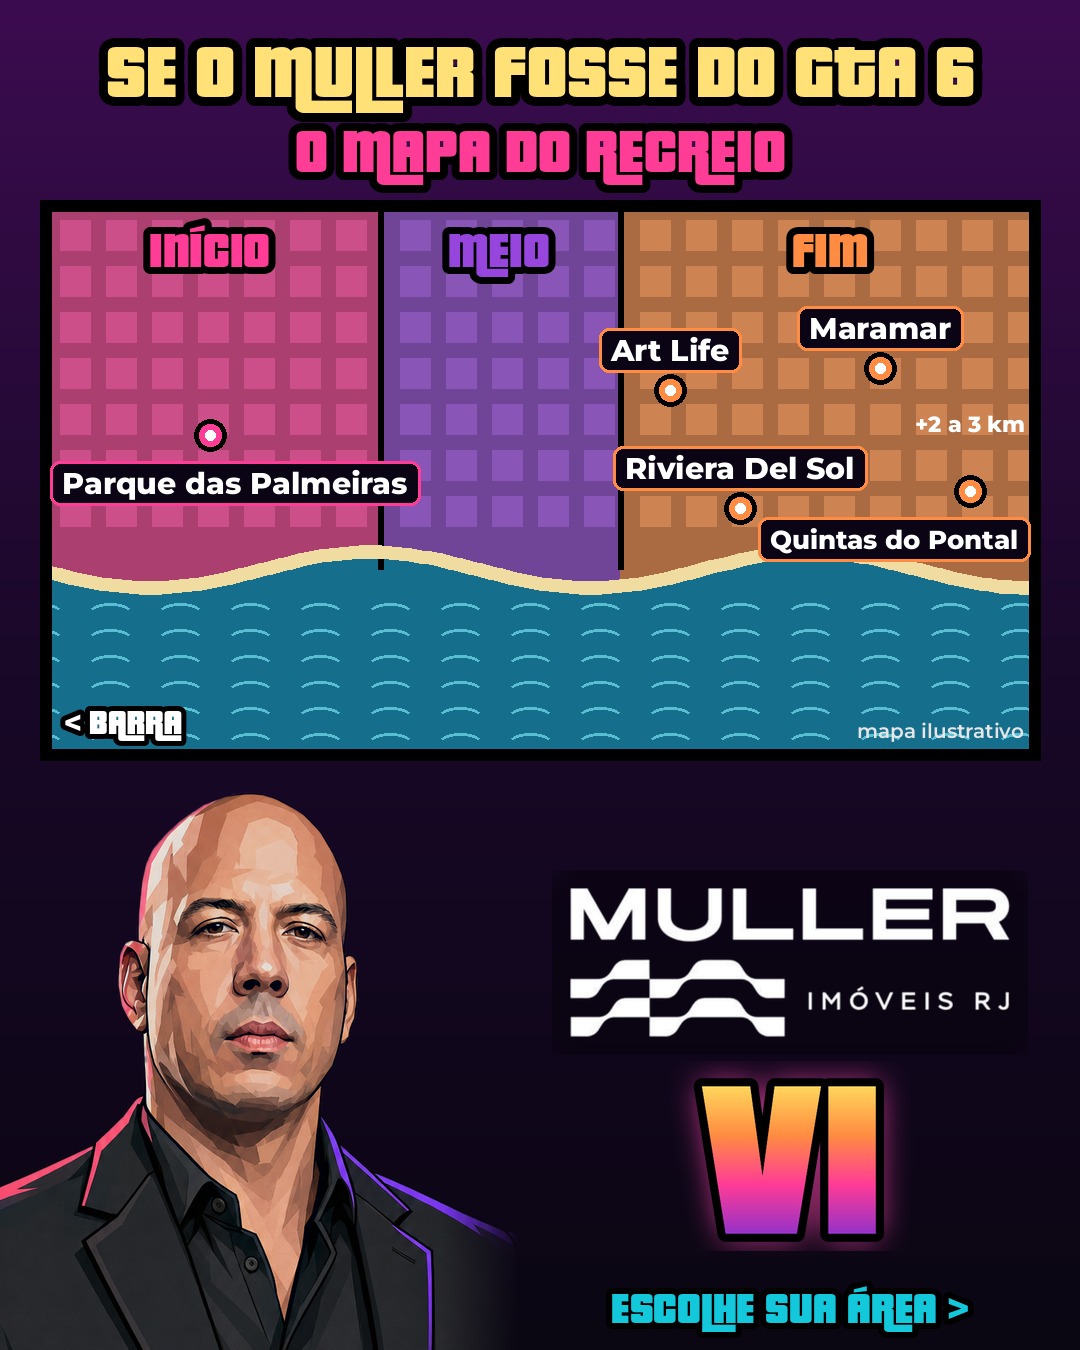 SE O MULLER FOSSE DO GTA 6
O MAPA DO RECREIO
INÍCIO
MEIO
FIM
Maramar
Art Life
+2 a 3 km
Riviera Del Sol
Parque das Palmeiras
Quintas do Pontal
< BARRA
mapa ilustrativo
MULLER
IMÓVEIS RJ
VI
ESCOLHE SUA ÁREA >